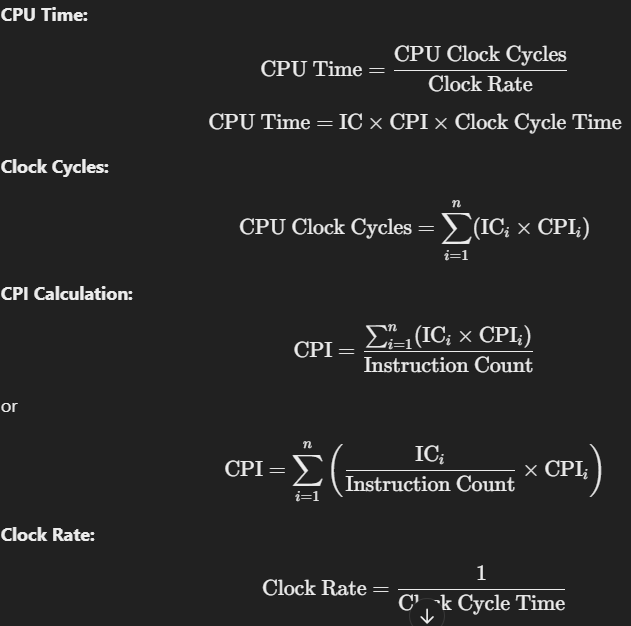 CPU Time:
CPU Time = CPU Clock Cycles / Clock Rate
CPU Time = IC × CPI × Clock Cycle Time
Clock Cycles:
CPU Clock Cycles = ∑_{i=1}^{n} (IC_i × CPI_i)
CPI Calculation:
CPI = ∑_{i=1}^{n} (IC_i × CPI_i) / Instruction Count
or
CPI = ∑_{i=1}^{n} (IC_i / Instruction Count × CPI_i)
Clock Rate:
Clock Rate = 1 / Clock Cycle Time